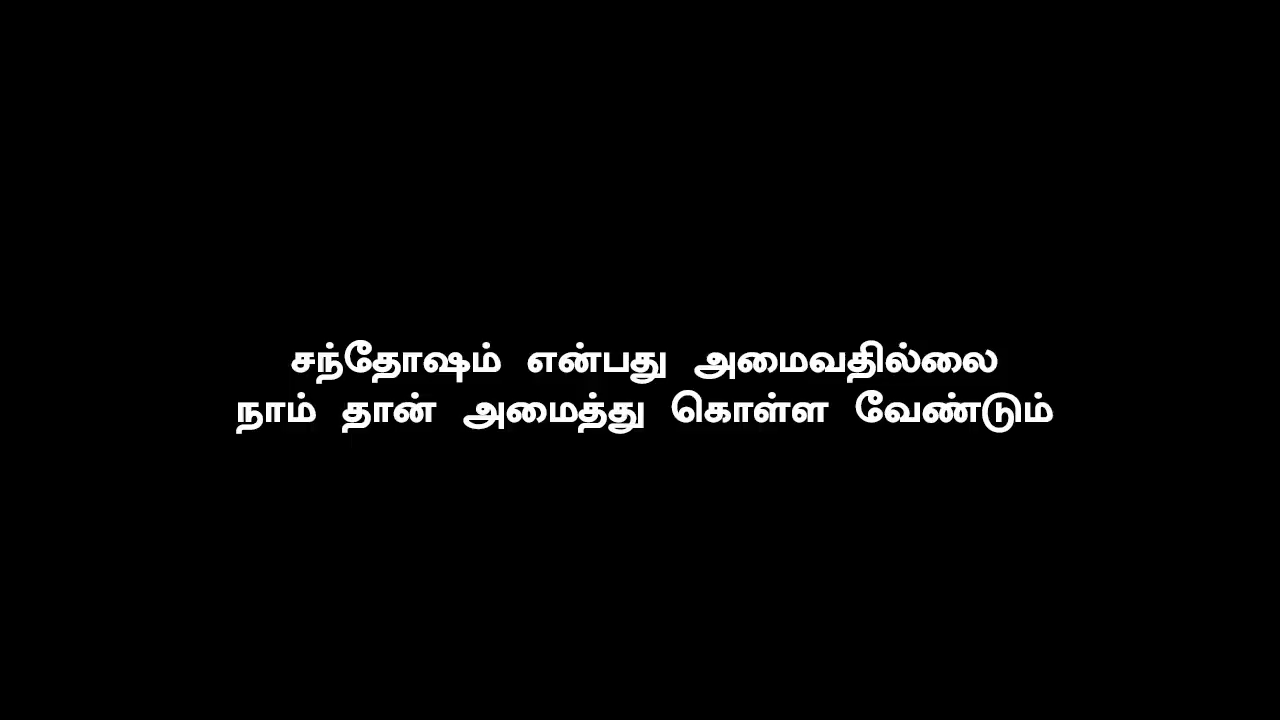 சந்தோஷம் என்பது அமைவதில்லை
நாம் தான் அமைத்து கொள்ள வேண்டும்